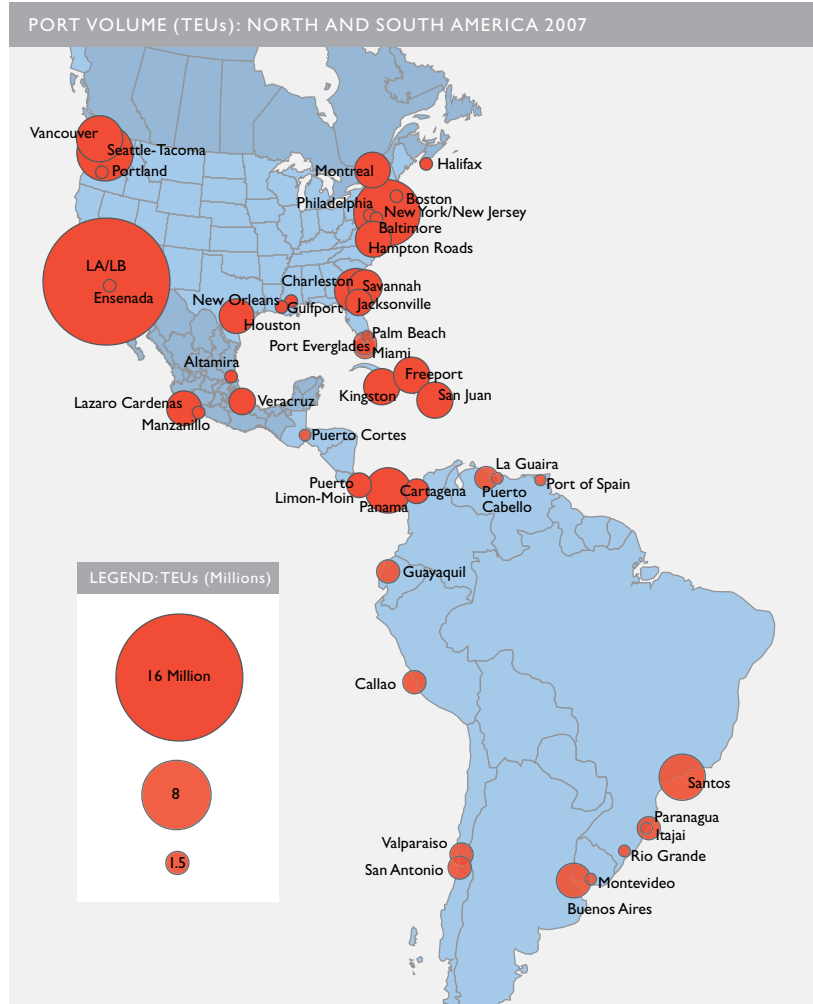 PORT VOLUME (TEUs): NORTH AND SOUTH AMERICA 2007
Vancouver
Seattle-Tacoma
Portland
Montreal
Halifax
Philadelphia
Boston
New York/New Jersey
Baltimore
Hampton Roads
LA/LB
Ensenada
Charleston
Savannah
New Orleans
Jacksonville
Gulfport
Houston
Palm Beach
Port Everglades
Miami
Altamira
Freeport
Kingston
San Juan
Lazaro Cardenas
Veracruz
Manzanillo
Puerto Cortes
La Guaira
Puerto
Limon-Moin
Cartagena
Panama
Puerto
Cabello
Port of Spain
LEGEND: TEUs (Millions)
16 Million
8
1.5
Guayaquil
Callao
Santos
Paranagua
Itajai
Valparaiso
Rio Grande
San Antonio
Montevideo
Buenos Aires